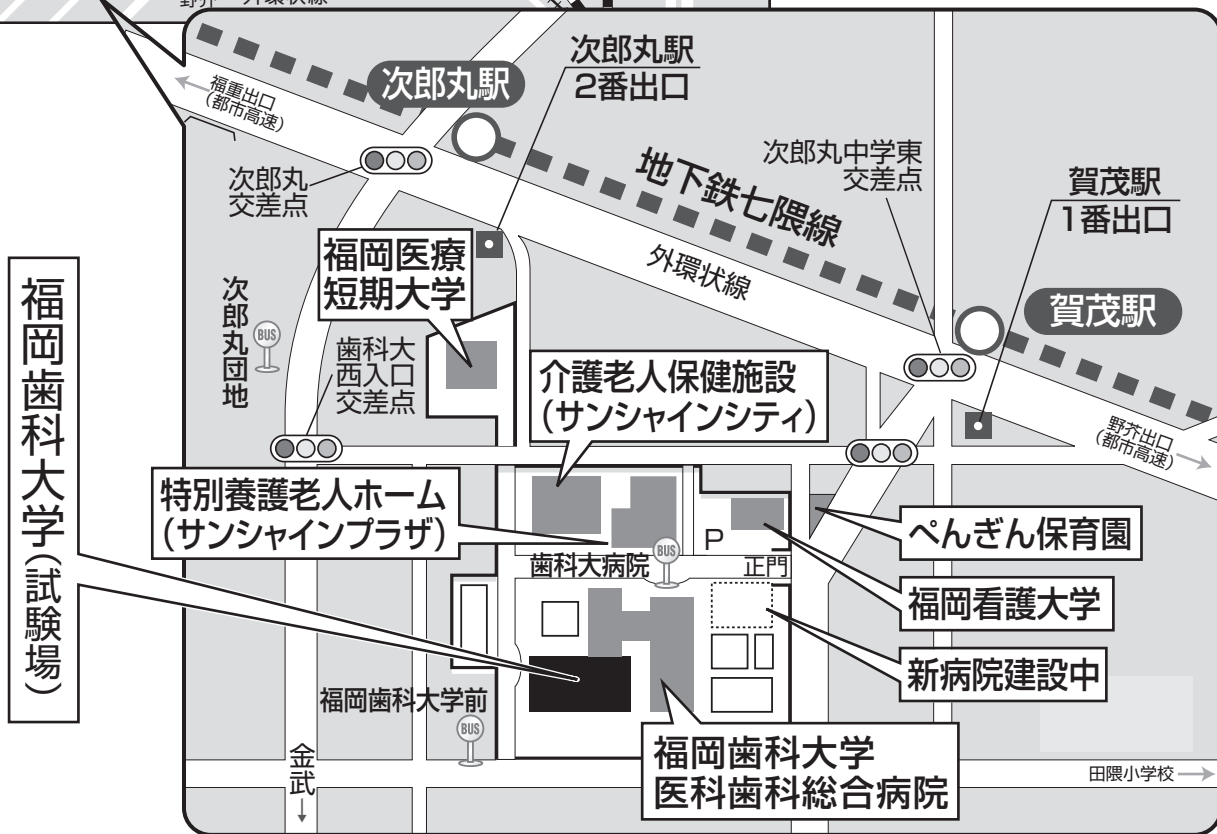 野芥
外環状線
次郎丸駅
2番出口
次郎丸駅
福重出口
(都市高速)
次郎丸中学東
交差点
次郎丸
交差点
地下鉄七隈線
賀茂駅
1番出口
福岡医療
短期大学
外環状線
賀茂駅
次郎丸団地
BUS
歯科大
西入口
交差点
介護老人保健施設
(サンシャインシティ)
野芥出口
(都市高速)
福岡歯科大学(試験場)
特別養護老人ホーム
(サンシャインプラザ)
P
ぺんぎん保育園
歯科大病院
BUS
正門
福岡看護大学
新病院建設中
福岡歯科大学前
BUS
福岡歯科大学
医科歯科総合病院
金武
田隈小学校